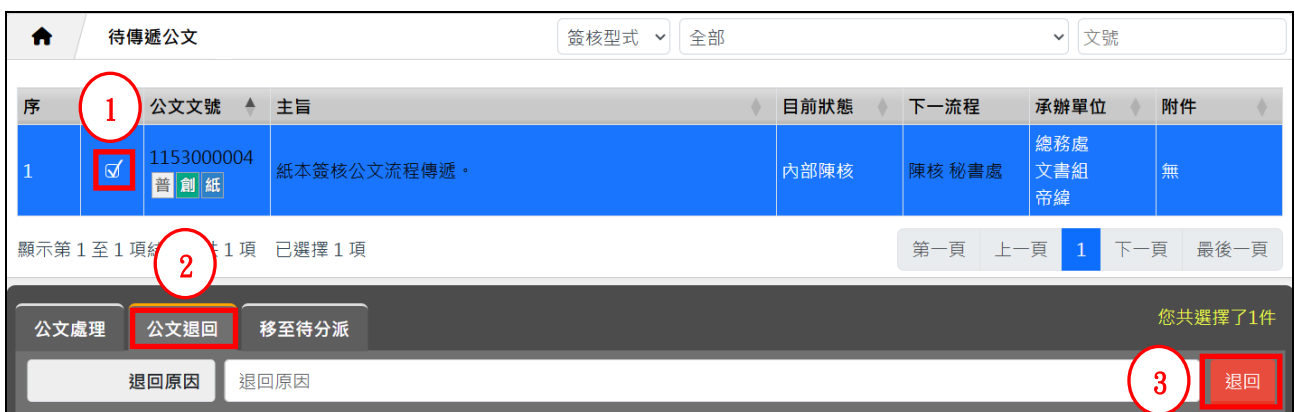 待傳遞公文 簽核型式 全部 文號
序 1 公文文號 主旨 目前狀態 下一流程 承辦單位 附件
1 1153000004 普 創 紙 紙本簽核公文流程傳遞。 內部陳核 陳核 秘書處 總務處 文書組 帝緯 無
顯示第 1 至 1 項 1 項 已選擇 1 項 第一頁 上一頁 1 下一頁 最後一頁
2
公文處理 公文退回 移至待分派 您共選擇了1件
退回原因 退回原因 3 退回